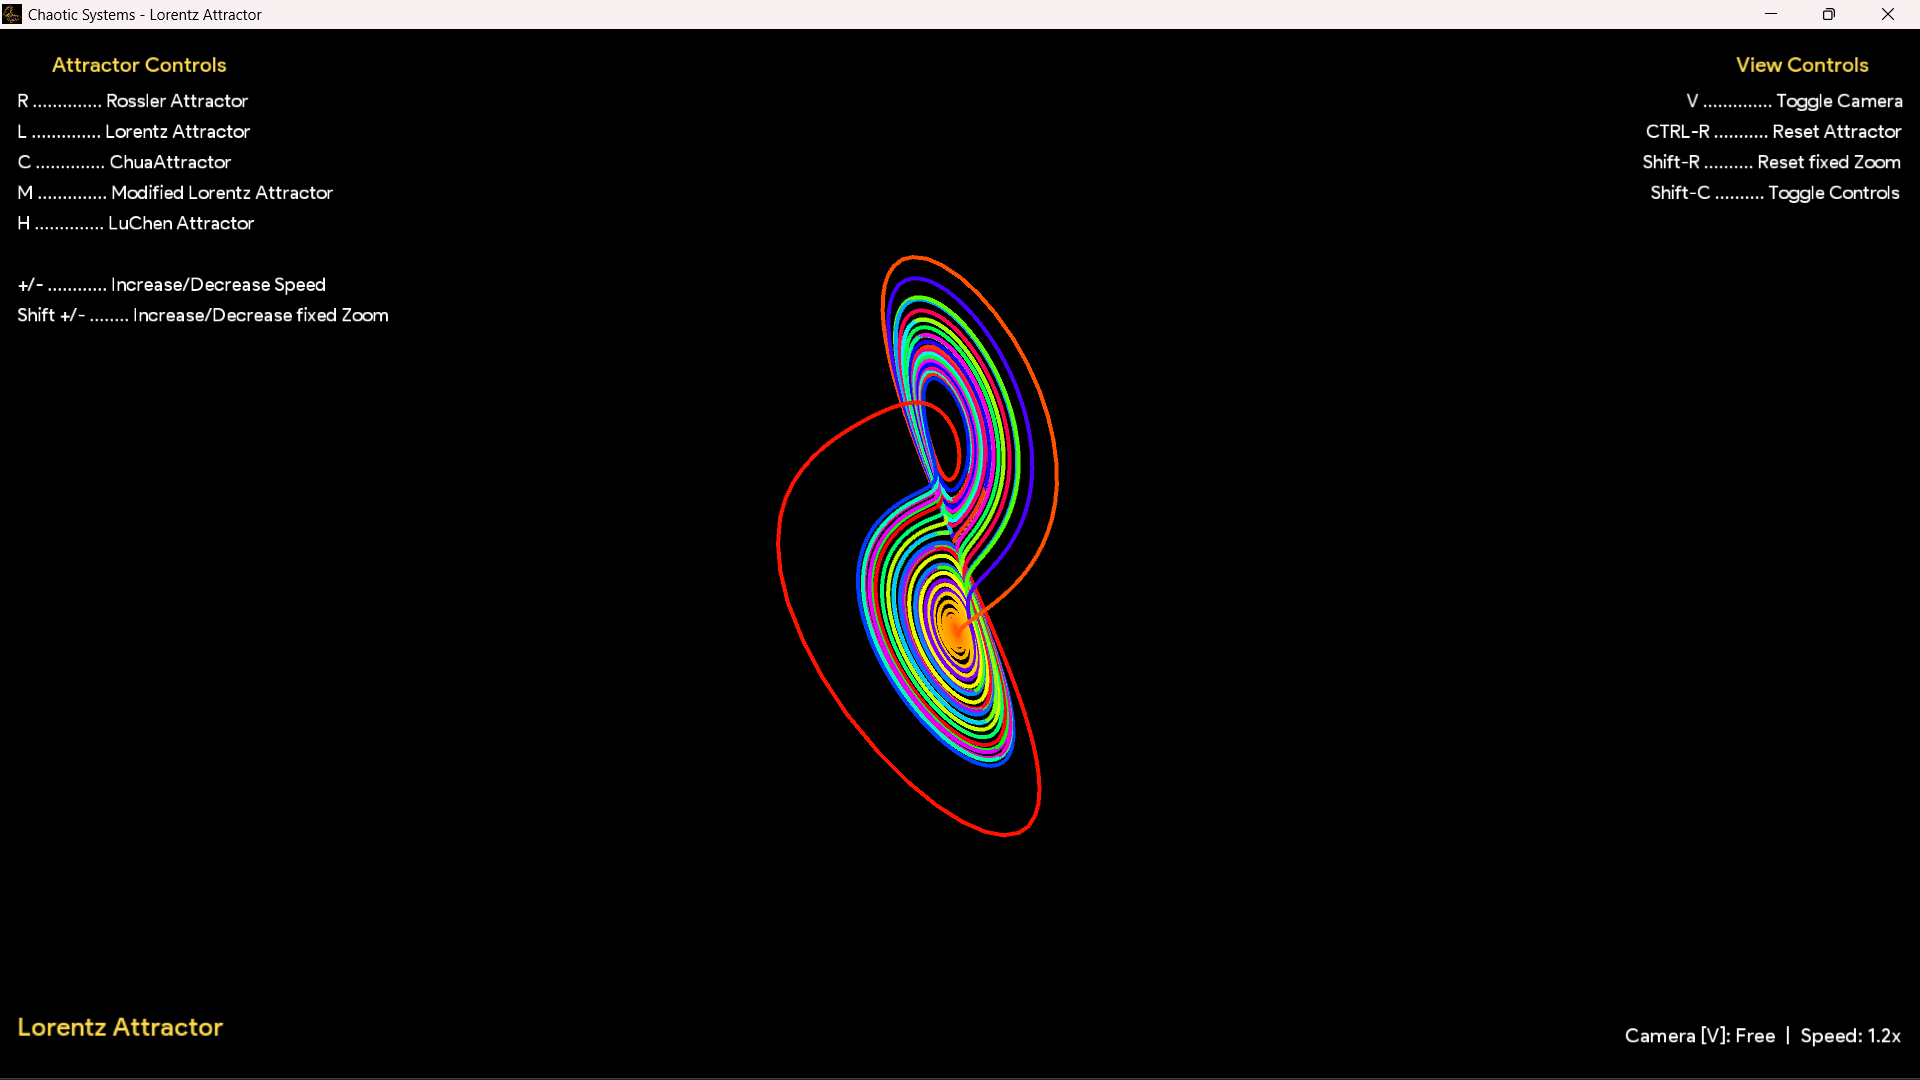 Chaotic Systems - Lorentz Attractor
Attractor Controls
R .............. Rossler Attractor
L .............. Lorentz Attractor
C .............. ChuaAttractor
M .............. Modified Lorentz Attractor
H .............. LuChen Attractor
+/- ............ Increase/Decrease Speed
Shift +/- ........ Increase/Decrease fixed Zoom
View Controls
V .............. Toggle Camera
CTRL-R ........... Reset Attractor
Shift-R .......... Reset fixed Zoom
Shift-C .......... Toggle Controls
Lorentz Attractor
Camera [V]: Free | Speed: 1.2x